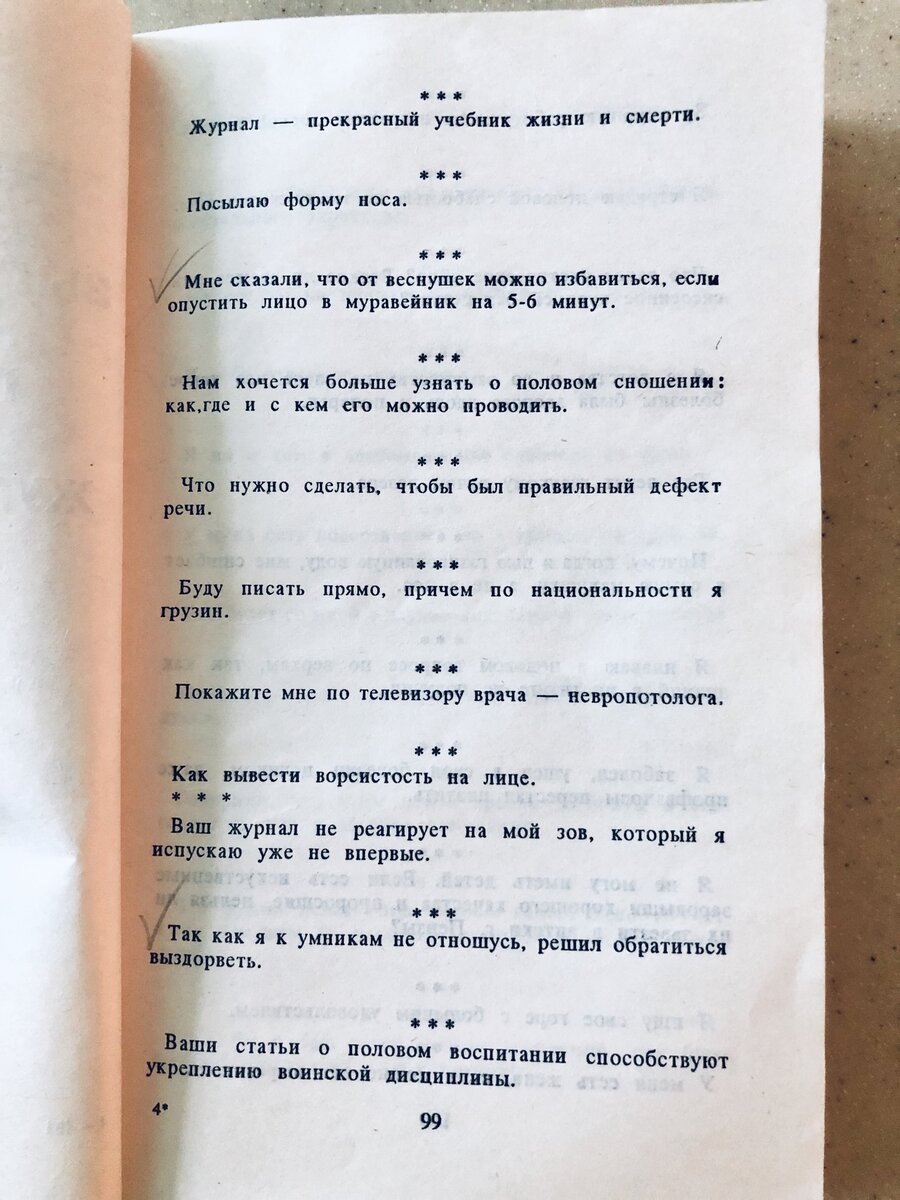 * * *
Журнал — прекрасный учебник жизни и смерти.
* * *
Посылаю форму носа.
* * *
Мне сказали, что от веснушек можно избавиться, если
опустить лицо в муравейник на 5-6 минут.
* * *
Нам хочется больше узнать о половом сношении:
как,где и с кем его можно проводить.
* * *
Что нужно сделать, чтобы был правильный дефект
речи.
* * *
Буду писать прямо, причем по национальности я
грузин.
* * *
Покажите мне по телевизору врача — невропотолога.
* * *
Как вывести ворсистость на лице.
* * *
Ваш журнал не реагирует на мой зов, который я
испускаю уже не впервые.
* * *
Так как я к умникам не отношусь, решил обратиться
выздорветь.
* * *
Ваши статьи о половом воспитании способствуют
укреплению воинской дисциплины.
4*
99